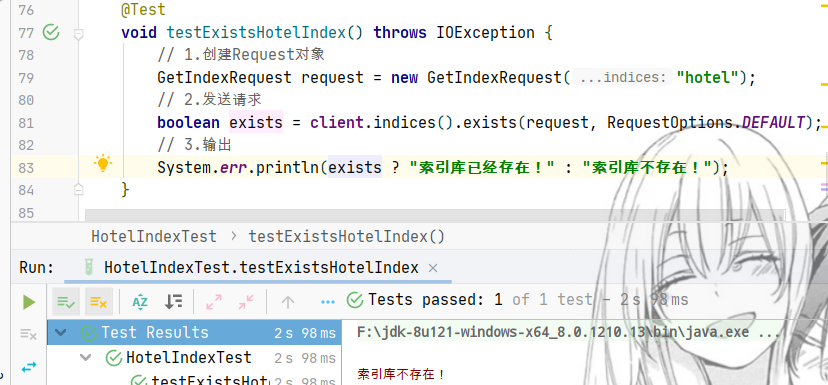 76 @Test
77 void testExistsHotelIndex() throws IOException {
78 // 1.创建Request对象
79 GetIndexRequest request = new GetIndexRequest( ...indices: "hotel");
80 // 2.发送请求
81 boolean exists = client.indices().exists(request, RequestOptions.DEFAULT);
82 // 3.输出
83 System.err.println(exists ? "索引库已经存在！" : "索引库不存在！");
84 }
85
HotelIndexTest > testExistsHotelIndex()
Run: HotelIndexTest.testExistsHotelIndex ×
Tests passed: 1 of 1 test – 2 s 98 ms
Test Results 2 s 98 ms
F:\jdk-8u121-windows-x64_8.0.1210.13\bin\java.exe ...
HotelIndexTest 2 s 98 ms
索引库不存在！
testExistsHot 2 s 98 ms